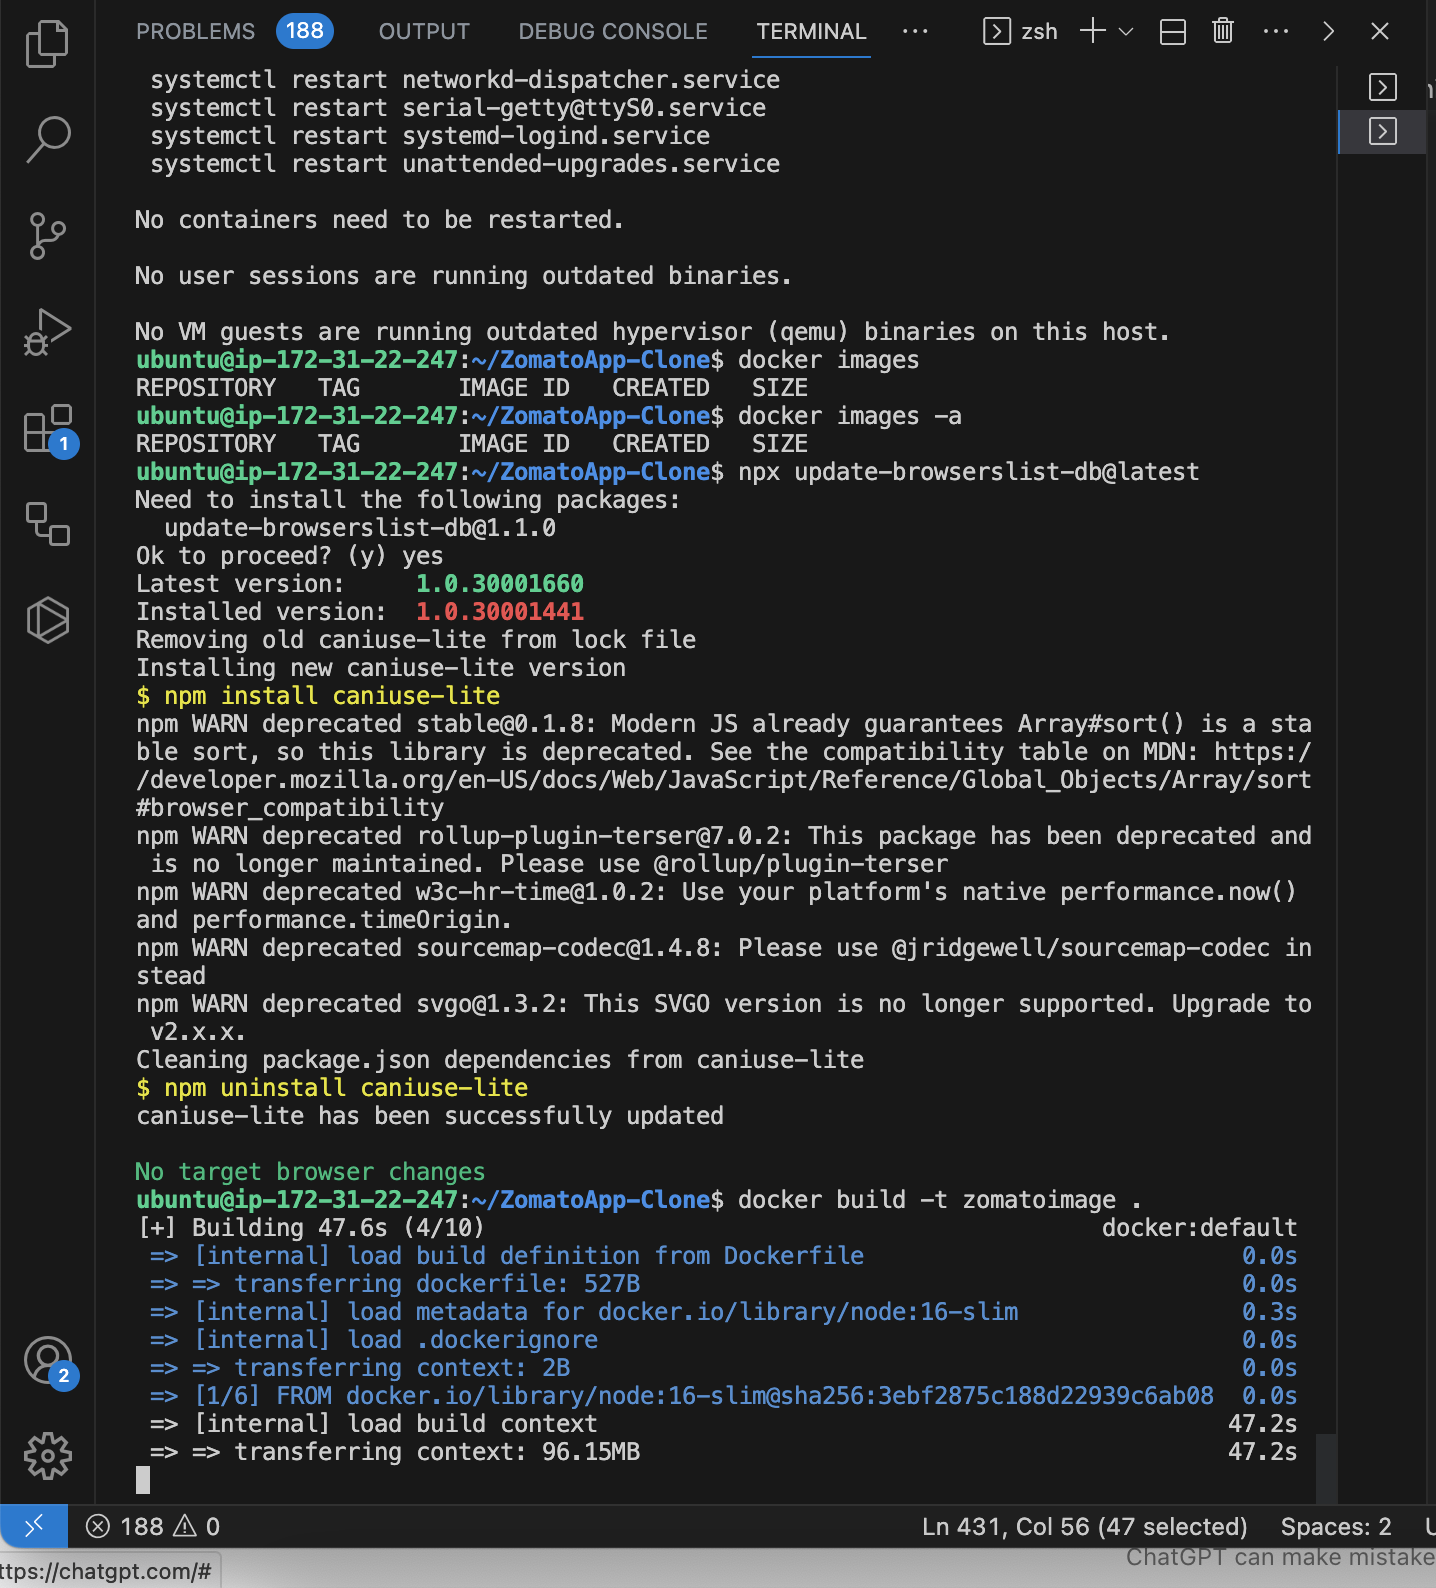 PROBLEMS 188 OUTPUT DEBUG CONSOLE TERMINAL ... zsh
systemctl restart networkd-dispatcher.service
systemctl restart serial-getty@ttyS0.service
systemctl restart systemd-logind.service
systemctl restart unattended-upgrades.service
No containers need to be restarted.
No user sessions are running outdated binaries.
No VM guests are running outdated hypervisor (qemu) binaries on this host.
ubuntu@ip-172-31-22-247:~/ZomatoApp-Clone$ docker images
REPOSITORY   TAG       IMAGE ID   CREATED   SIZE
ubuntu@ip-172-31-22-247:~/ZomatoApp-Clone$ docker images -a
REPOSITORY   TAG       IMAGE ID   CREATED   SIZE
ubuntu@ip-172-31-22-247:~/ZomatoApp-Clone$ npx update-browserslist-db@latest
Need to install the following packages:
  update-browserslist-db@1.1.0
Ok to proceed? (y) yes
Latest version:     1.0.30001660
Installed version:  1.0.30001441
Removing old caniuse-lite from lock file
Installing new caniuse-lite version
$ npm install caniuse-lite
npm WARN deprecated stable@0.1.8: Modern JS already guarantees Array#sort() is a sta
ble sort, so this library is deprecated. See the compatibility table on MDN: https:/
/developer.mozilla.org/en-US/docs/Web/JavaScript/Reference/Global_Objects/Array/sort
#browser_compatibility
npm WARN deprecated rollup-plugin-terser@7.0.2: This package has been deprecated and
 is no longer maintained. Please use @rollup/plugin-terser
npm WARN deprecated w3c-hr-time@1.0.2: Use your platform's native performance.now()
and performance.timeOrigin.
npm WARN deprecated sourcemap-codec@1.4.8: Please use @jridgewell/sourcemap-codec in
stead
npm WARN deprecated svgo@1.3.2: This SVGO version is no longer supported. Upgrade to
 v2.x.x.
Cleaning package.json dependencies from caniuse-lite
$ npm uninstall caniuse-lite
caniuse-lite has been successfully updated
No target browser changes
ubuntu@ip-172-31-22-247:~/ZomatoApp-Clone$ docker build -t zomatoimage .
[+] Building 47.6s (4/10) docker:default
=> [internal] load build definition from Dockerfile 0.0s
=> => transferring dockerfile: 527B 0.0s
=> [internal] load metadata for docker.io/library/node:16-slim 0.3s
=> [internal] load .dockerignore 0.0s
=> => transferring context: 2B 0.0s
=> [1/6] FROM docker.io/library/node:16-slim@sha256:3ebf2875c188d22939c6ab08 0.0s
=> [internal] load build context 47.2s
=> => transferring context: 96.15MB 47.2s
1
2
188 0 Ln 431, Col 56 (47 selected) Spaces: 2
ttps://chatgpt.com/# ChatGPT can make mistake